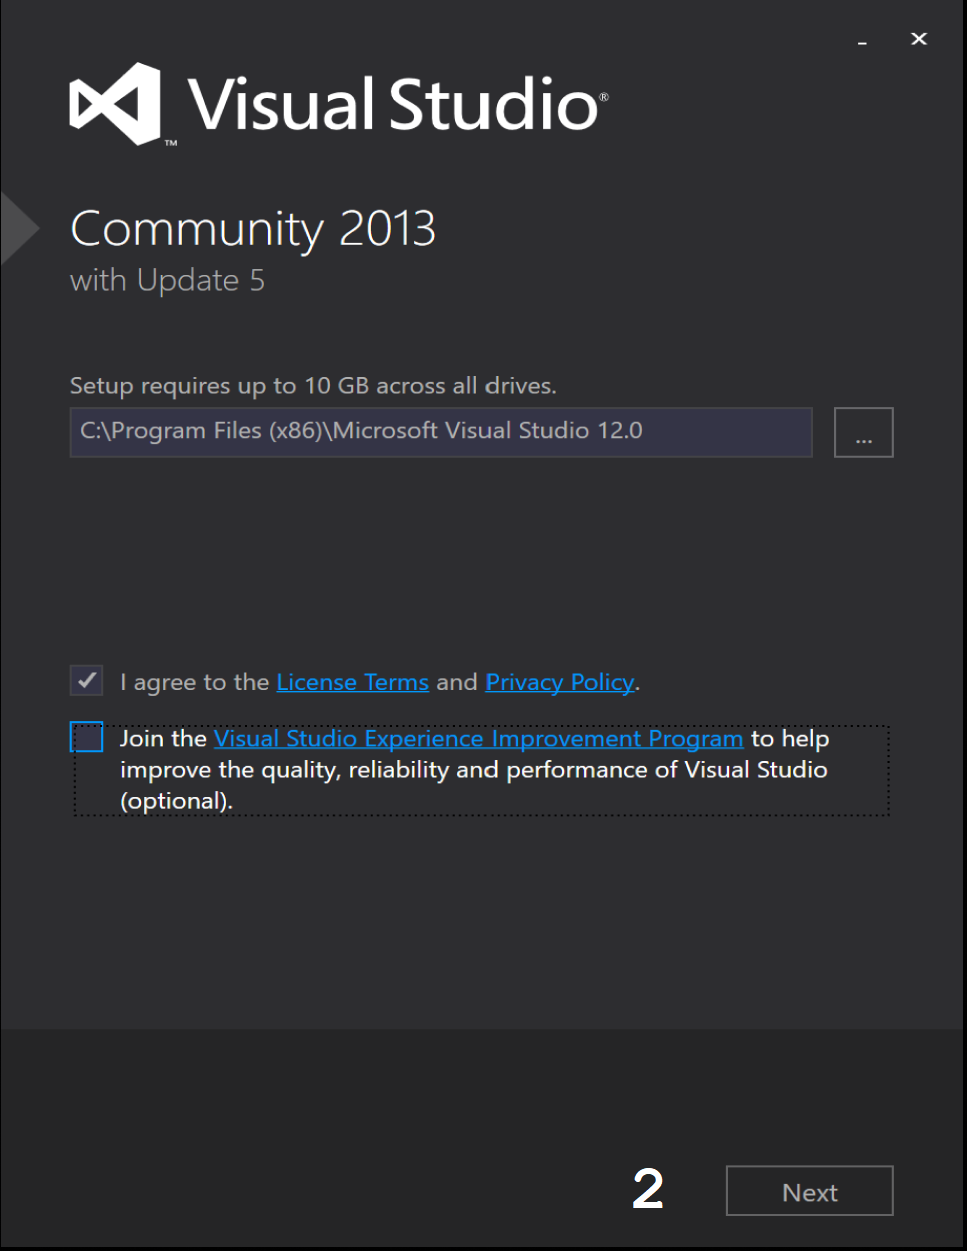 Visual Studio®
™
Community 2013
with Update 5
Setup requires up to 10 GB across all drives.
C:\Program Files (x86)\Microsoft Visual Studio 12.0
...
I agree to the License Terms and Privacy Policy.
Join the Visual Studio Experience Improvement Program to help
improve the quality, reliability and performance of Visual Studio
(optional).
2 Next